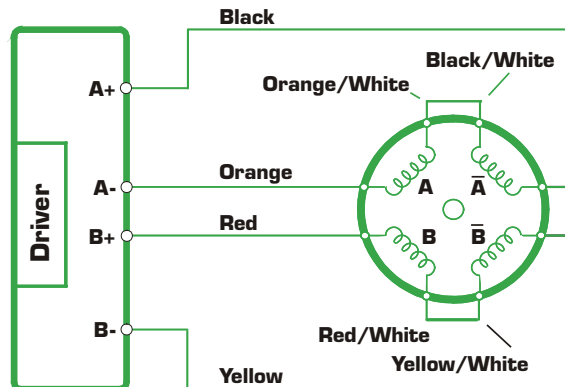 Black
A+
Orange/White
Black/White
A-
Orange
A
A̅
Driver
B+
Red
B
B̅
B-
Red/White
Yellow/White
Yellow